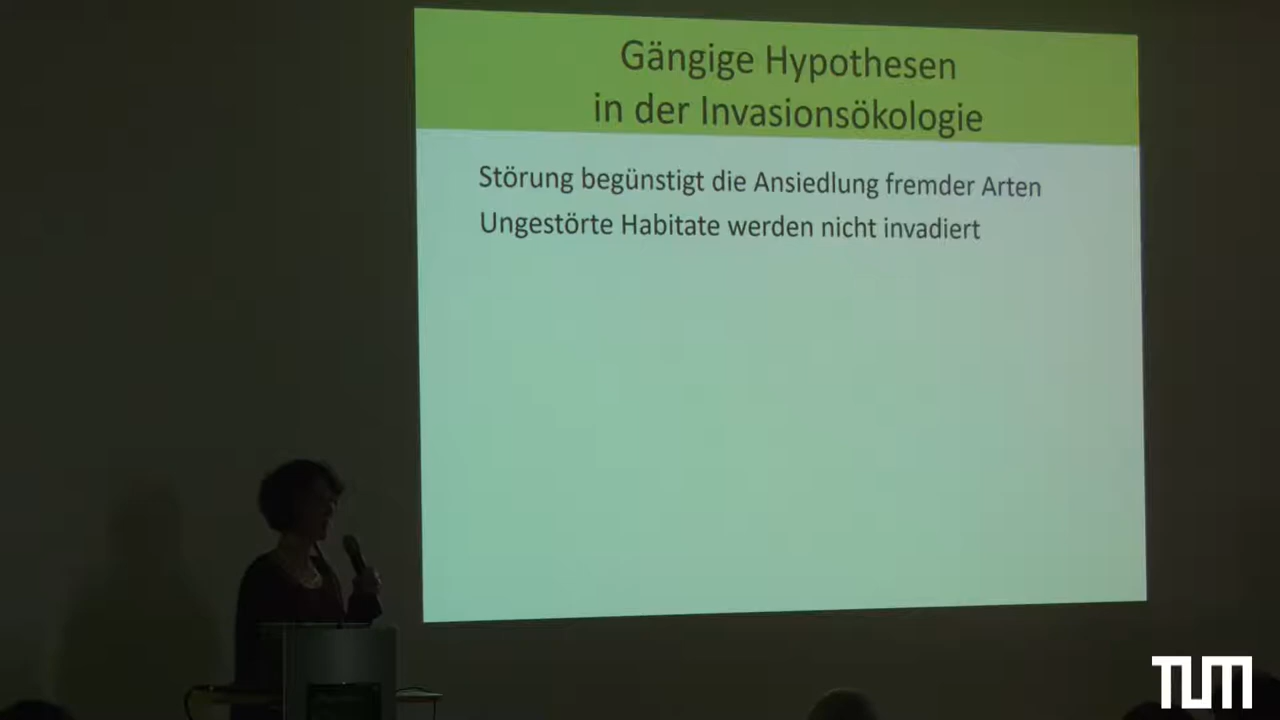 Gängige Hypothesen
in der Invasionsökologie
Störung begünstigt die Ansiedlung fremder Arten
Ungestörte Habitate werden nicht invadiert
TUM